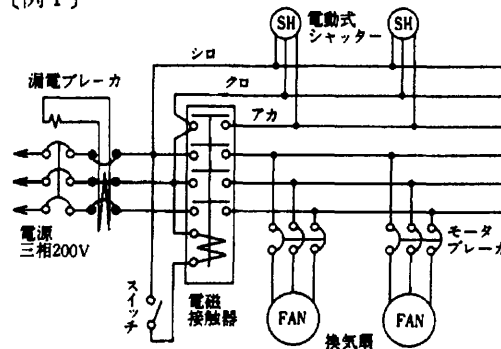 〔例1〕
SH
電動式
シャッター
SH
シロ
漏電ブレーカ
クロ
アカ
電源
三相200V
スイッチ
電磁
接触器
モータ
ブレーカ
FAN
換気扇
FAN